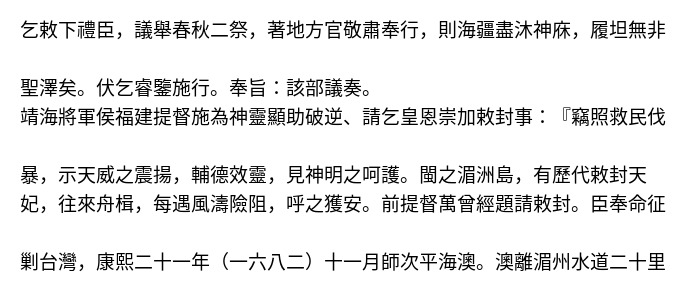 乞敕下禮臣，議舉春秋二祭，著地方官敬肅奉行，則海疆盡沐神庥，履坦無非
聖澤矣。伏乞睿鑒施行。奉旨：該部議奏。
靖海將軍侯福建提督施為神靈顯助破逆、請乞皇恩崇加敕封事：『竊照救民伐
暴，示天威之震揚，輔德效靈，見神明之呵護。閩之湄洲島，有歷代敕封天
妃，往來舟楫，每遇風濤險阻，呼之獲安。前提督萬曾經題請敕封。臣奉命征
剿台灣，康熙二十一年（一六八二）十一月師次平海澳。澳離湄州水道二十里